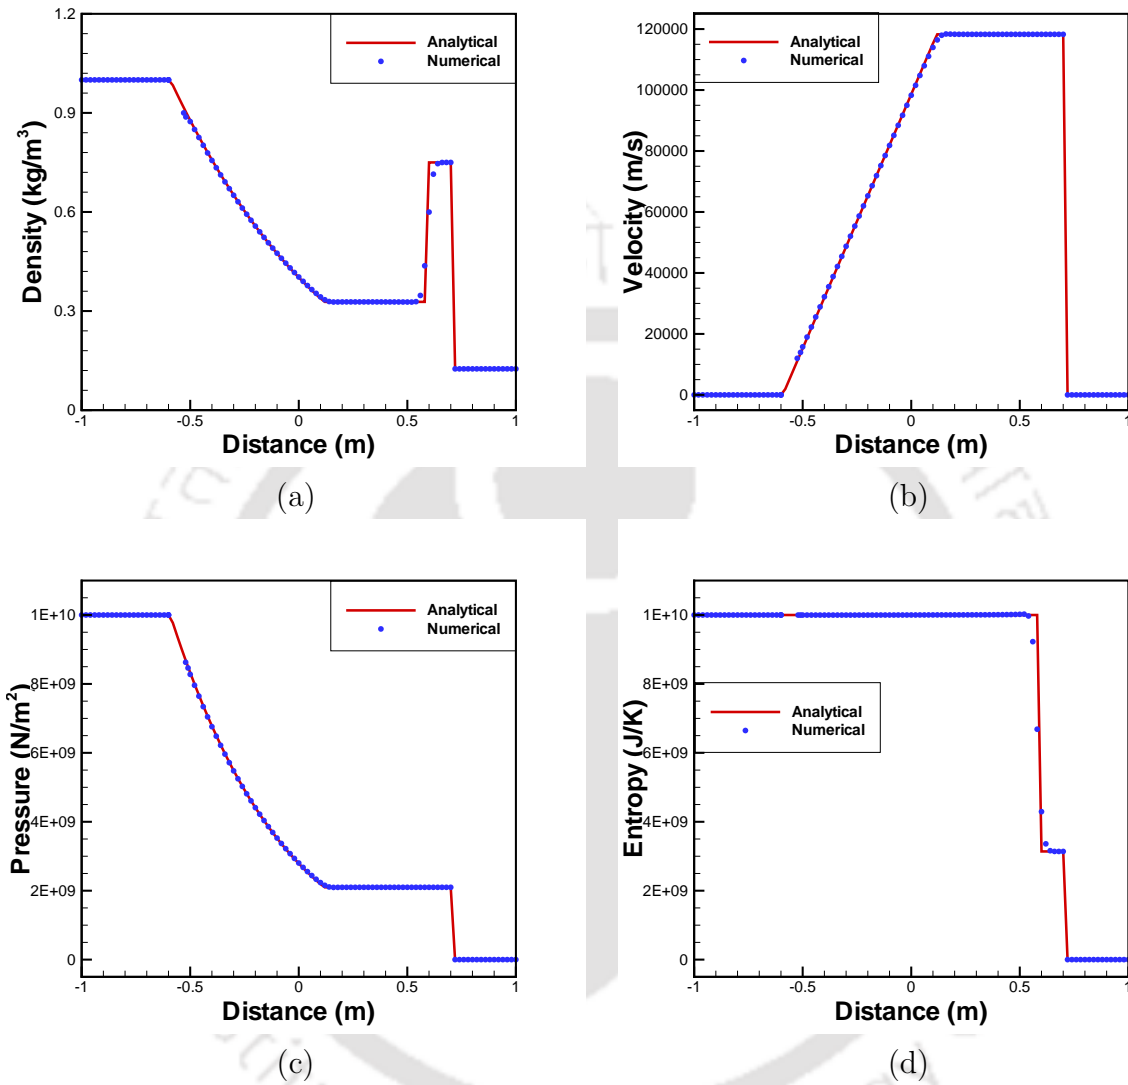 1.2
Analytical
Numerical
0.9
0.6
0.3
0
Density (kg/m³)
-1 -0.5 0 0.5 1
Distance (m)
(a)
120000
100000
80000
60000
40000
20000
0
Velocity (m/s)
Analytical
Numerical
-1 -0.5 0 0.5 1
Distance (m)
(b)
1E+10
8E+09
6E+09
4E+09
2E+09
0
Pressure (N/m²)
Analytical
Numerical
-1 -0.5 0 0.5 1
Distance (m)
(c)
1E+10
8E+09
6E+09
4E+09
2E+09
0
Entropy (J/K)
Analytical
Numerical
-1 -0.5 0 0.5 1
Distance (m)
(d)